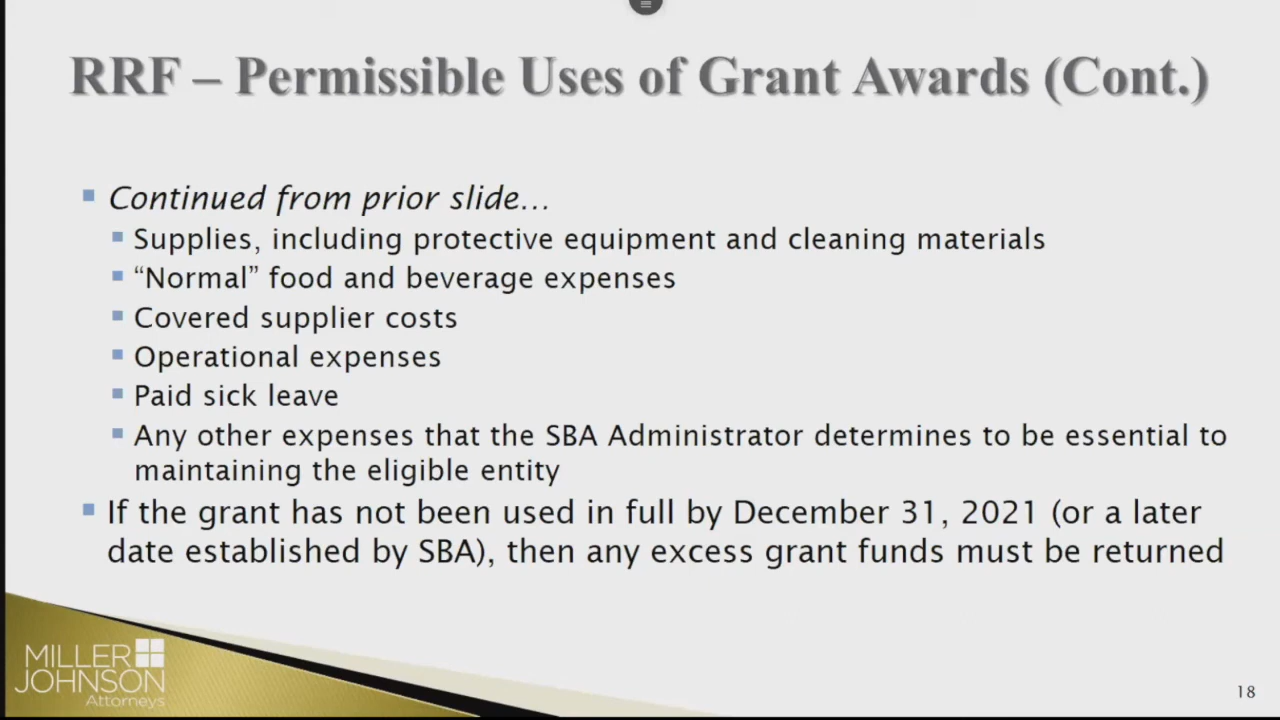 RRF – Permissible Uses of Grant Awards (Cont.)
Continued from prior slide…
Supplies, including protective equipment and cleaning materials
“Normal” food and beverage expenses
Covered supplier costs
Operational expenses
Paid sick leave
Any other expenses that the SBA Administrator determines to be essential to
maintaining the eligible entity
If the grant has not been used in full by December 31, 2021 (or a later
date established by SBA), then any excess grant funds must be returned
MILLER
JOHNSON
Attorneys
18